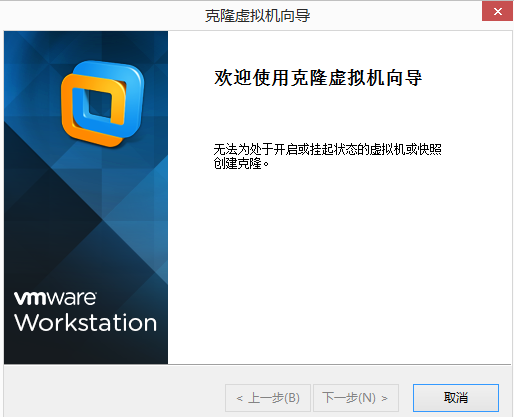 克隆虚拟机向导
欢迎使用克隆虚拟机向导
无法为处于开启或挂起状态的虚拟机或快照
创建克隆。
vmware
Workstation
< 上一步(B)
下一步(N) >
取消